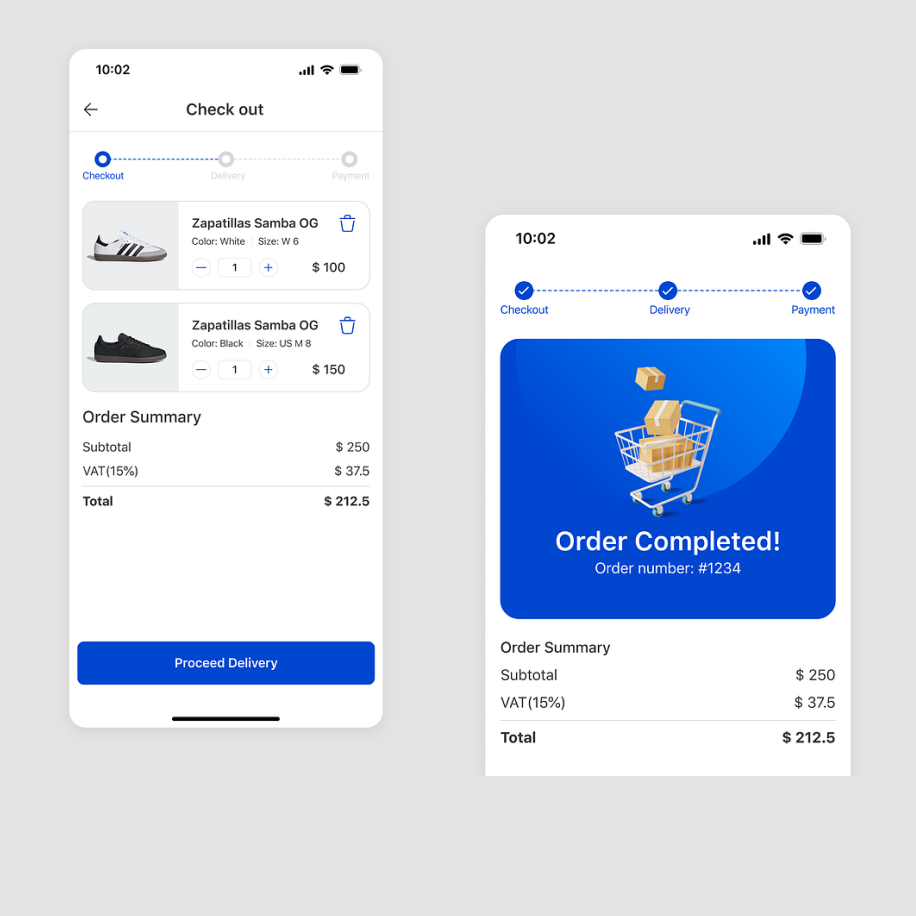 10:02
Check out
Checkout Delivery Payment
Zapatillas Samba OG
Color: White Size: W 6
1 $ 100
Zapatillas Samba OG
Color: Black Size: US M 8
1 $ 150
Order Summary
Subtotal $ 250
VAT(15%) $ 37.5
Total $ 212.5
Proceed Delivery
10:02
Checkout Delivery Payment
Order Completed!
Order number: #1234
Order Summary
Subtotal $ 250
VAT(15%) $ 37.5
Total $ 212.5